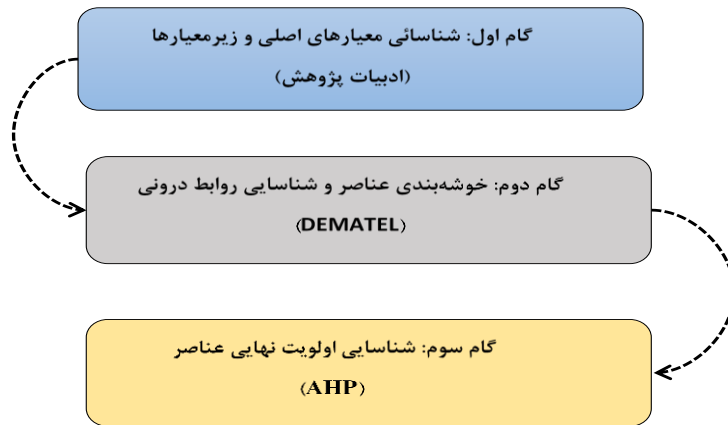 گام اول: شناسائی معیارهای اصلی و زیرمعیارها
(ادبیات پژوهش)
گام دوم: خوشه‌بندی عناصر و شناسایی روابط درونی
(DEMATEL)
گام سوم: شناسایی اولویت نهایی عناصر
(AHP)